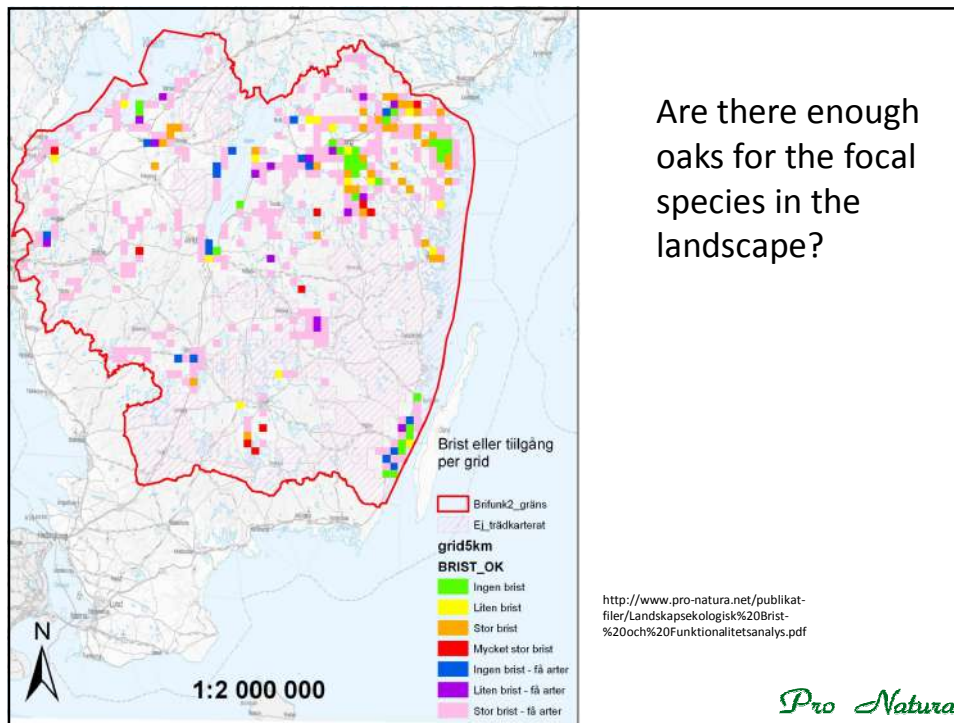 Are there enough
oaks for the focal
species in the
landscape?
Brist eller tiilgång
per grid
Brifunk2_gräns
Ej_trädkarterat
grid5km
BRIST_OK
Ingen brist
Liten brist
Stor brist
Mycket stor brist
Ingen brist - få arter
Liten brist - få arter
Stor brist - få arter
N
1:2 000 000
http://www.pro-natura.net/publikat-
filer/Landskapsekologisk%20Brist-
%20och%20Funktionalitetsanalys.pdf
Pro Natura